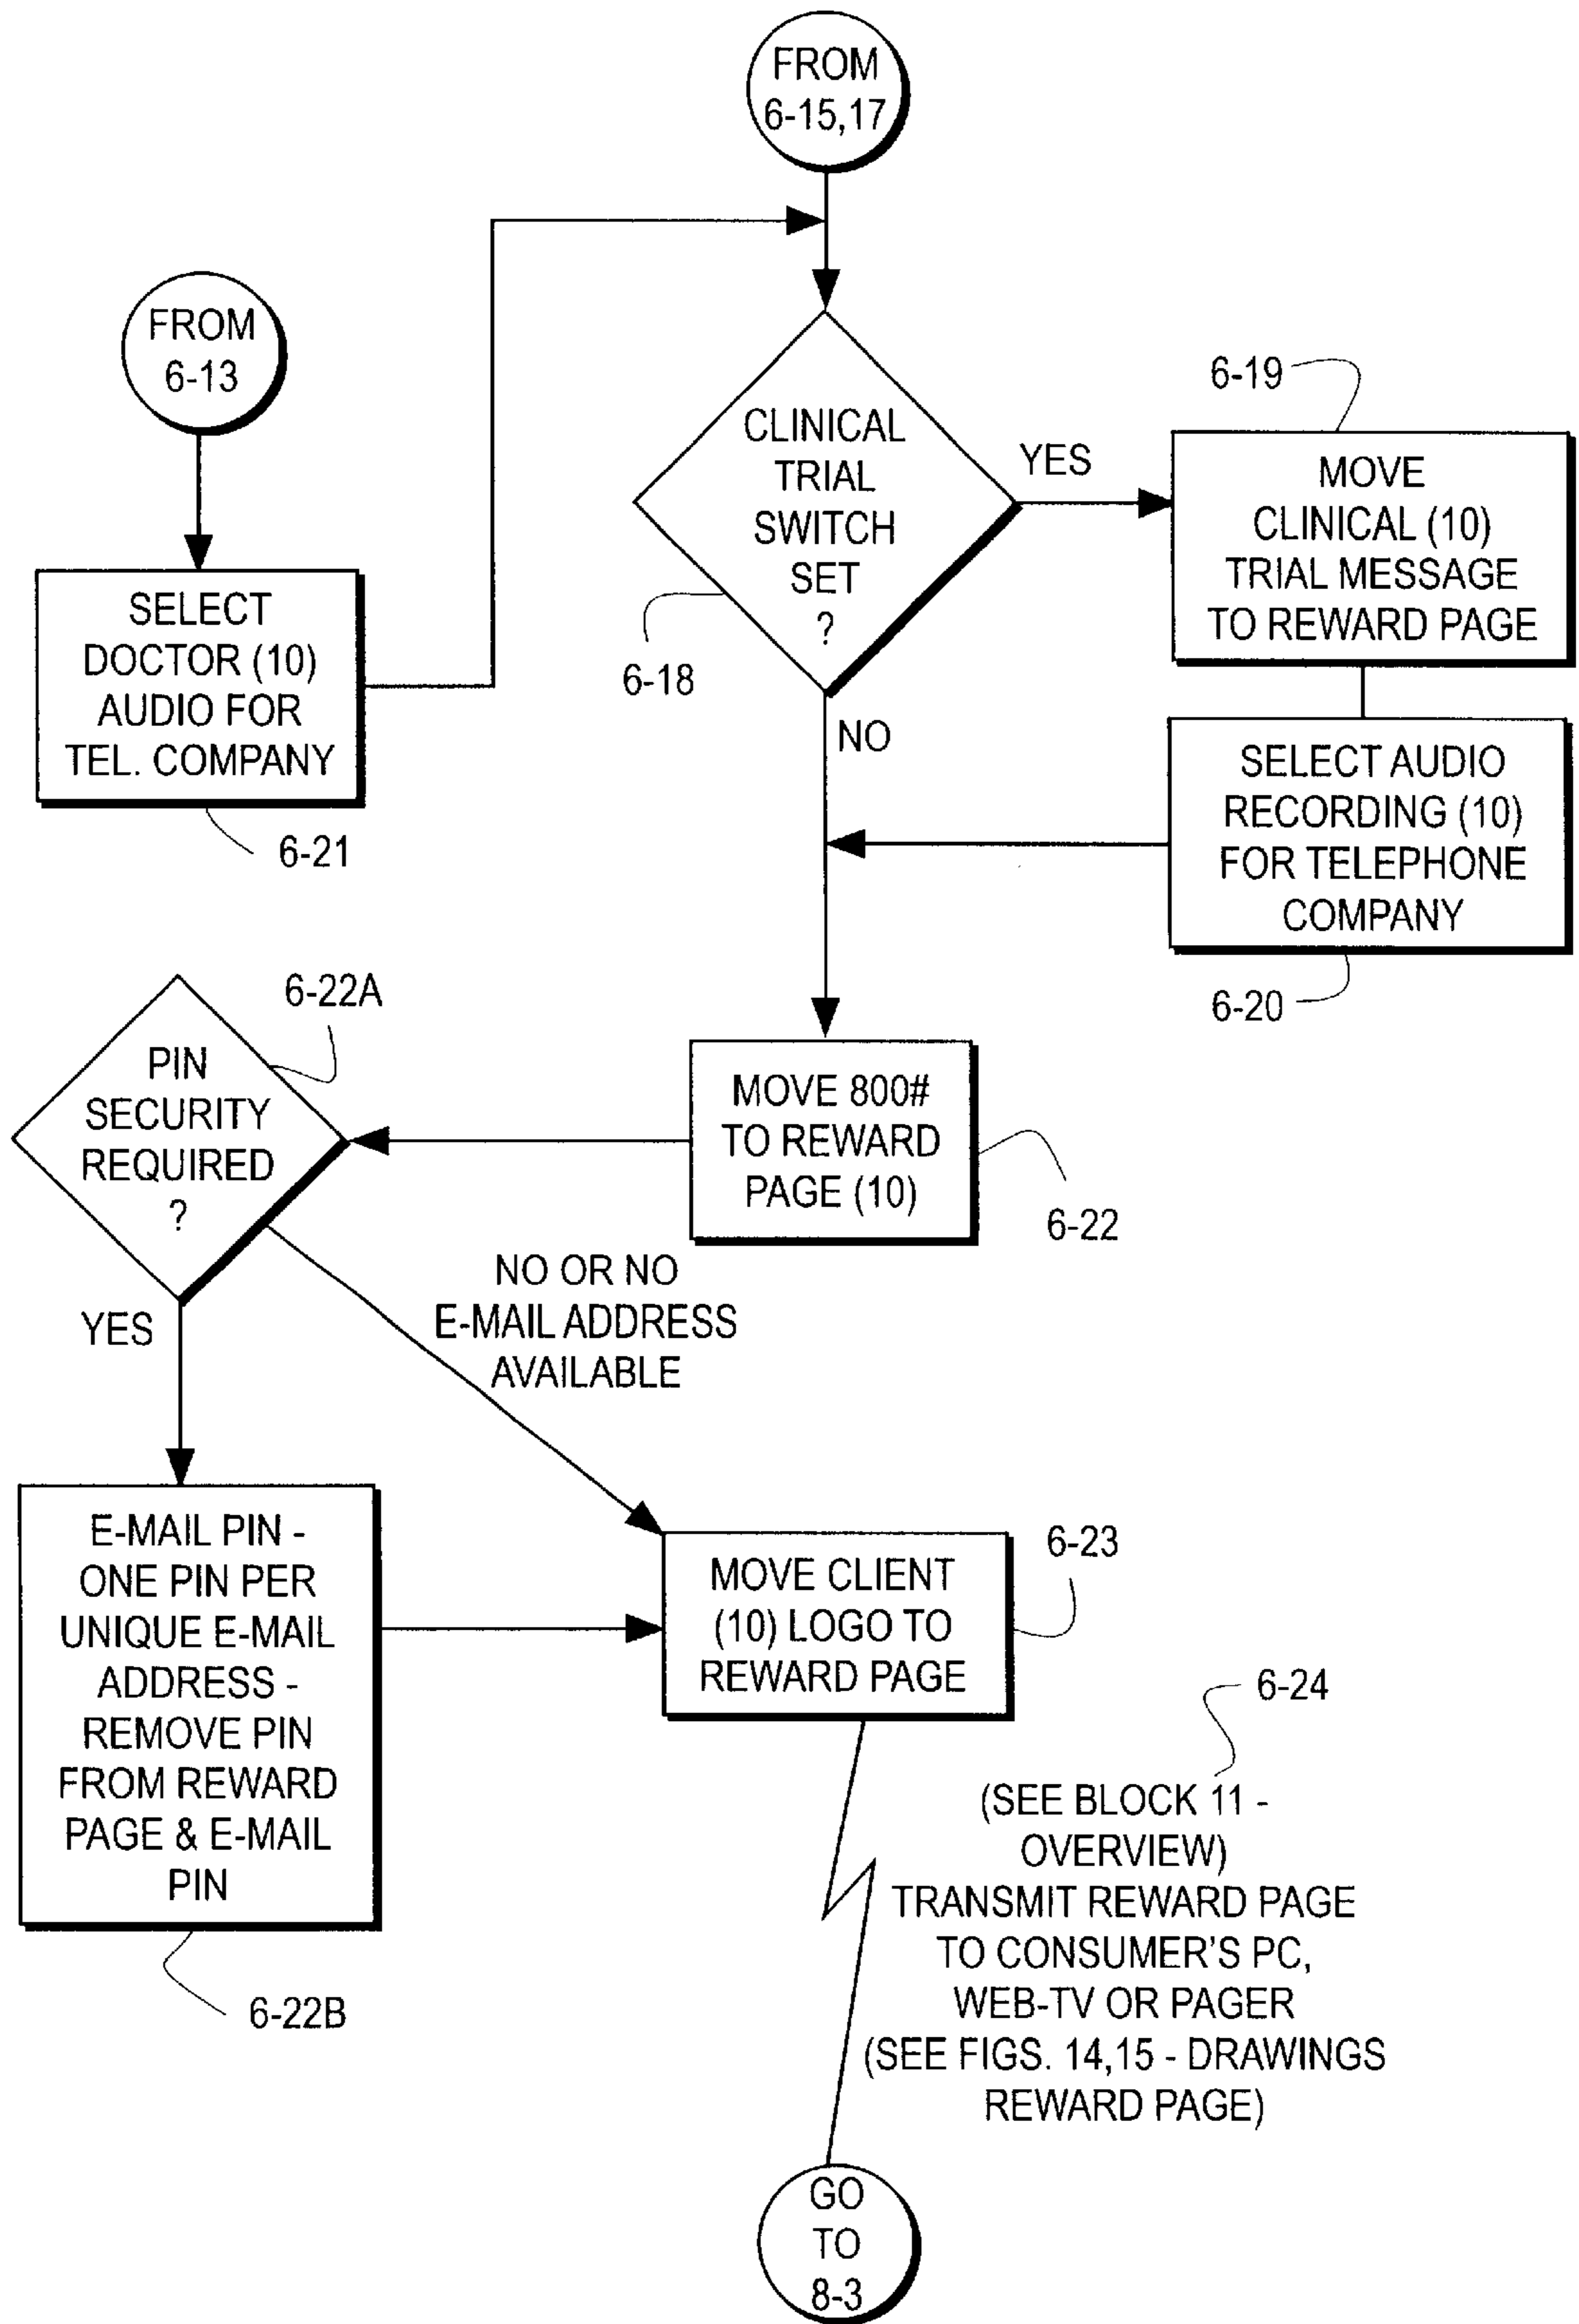 FROM
6-15,17
FROM
6-13
CLINICAL
TRIAL
SWITCH
SET
?
6-18
YES
NO
6-19
MOVE
CLINICAL (10)
TRIAL MESSAGE
TO REWARD PAGE
SELECT
DOCTOR (10)
AUDIO FOR
TEL. COMPANY
6-21
SELECT AUDIO
RECORDING (10)
FOR TELEPHONE
COMPANY
6-20
6-22A
PIN
SECURITY
REQUIRED
?
MOVE 800#
TO REWARD
PAGE (10)
6-22
NO OR NO
E-MAIL ADDRESS
AVAILABLE
YES
E-MAIL PIN -
ONE PIN PER
UNIQUE E-MAIL
ADDRESS -
REMOVE PIN
FROM REWARD
PAGE & E-MAIL
PIN
6-22B
6-23
MOVE CLIENT
(10) LOGO TO
REWARD PAGE
6-24
(SEE BLOCK 11 -
OVERVIEW)
TRANSMIT REWARD PAGE
TO CONSUMER'S PC,
WEB-TV OR PAGER
(SEE FIGS. 14,15 - DRAWINGS
REWARD PAGE)
GO
TO
8-3